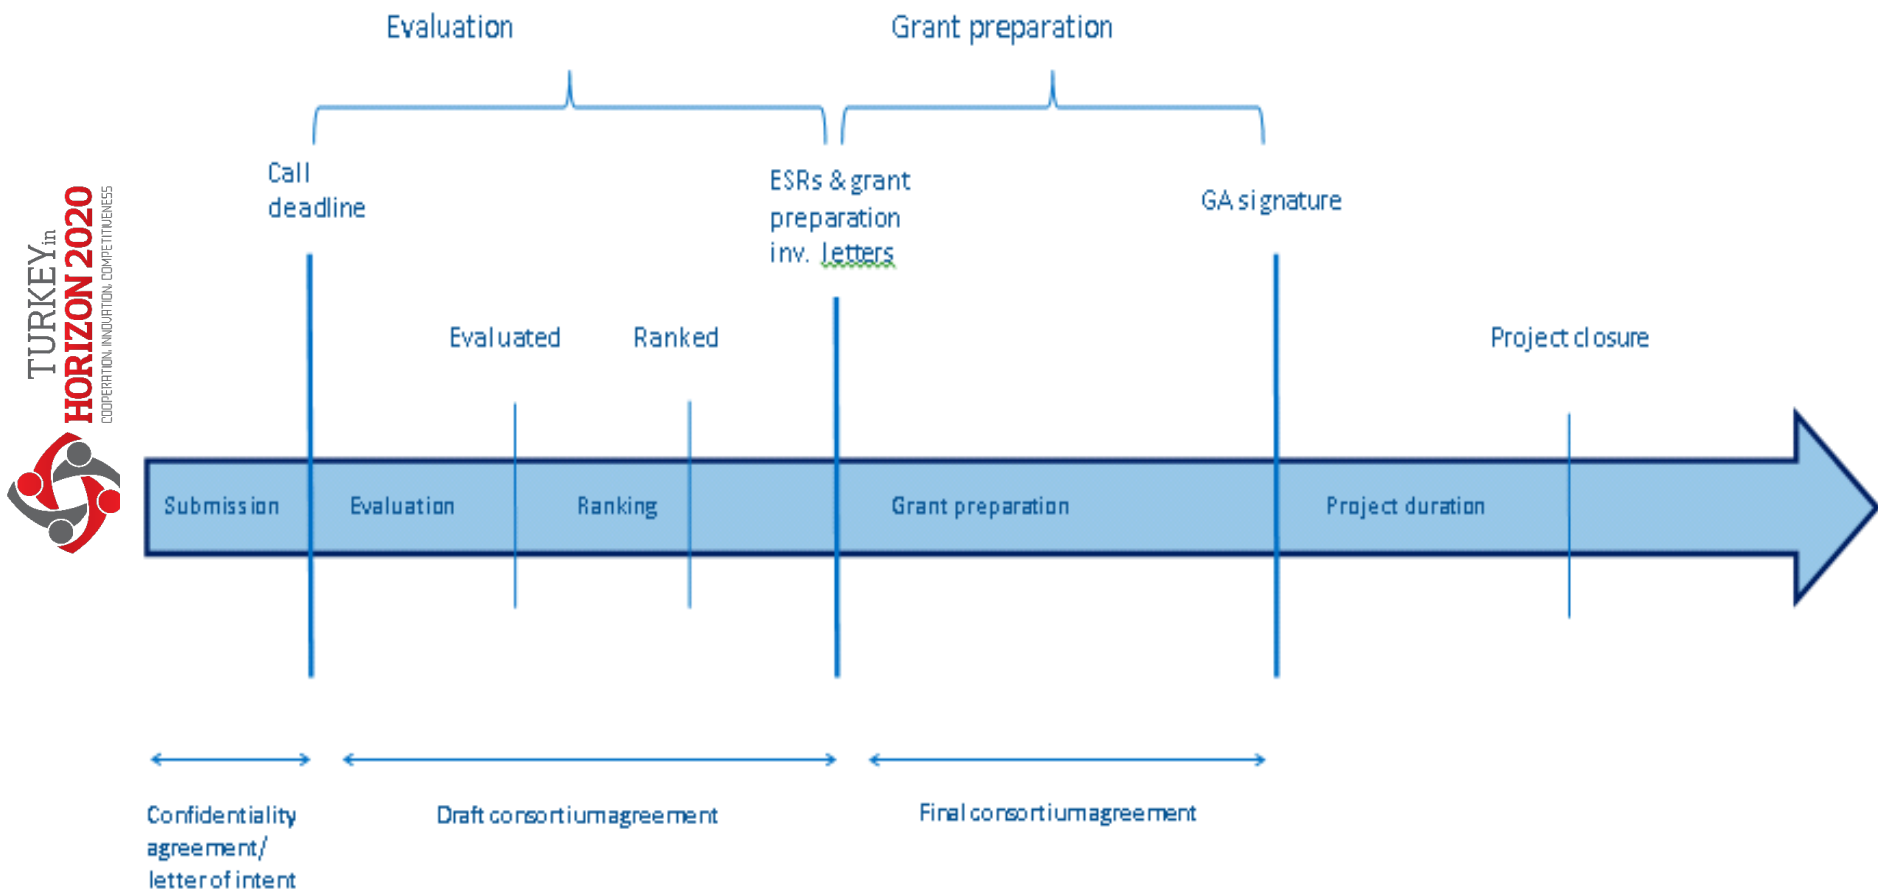 Evaluation
Grant preparation
Call
deadline
ESRs & grant
preparation
inv. letters
GA signature
TURKEY in
HORIZON 2020
COOPERATION, INNOVATION, COMPETITIVENESS
Evaluated
Ranked
Project closure
Submission
Evaluation
Ranking
Grant preparation
Project duration
Confidentiality
agreement/
letter of intent
Draft consortium agreement
Final consortium agreement